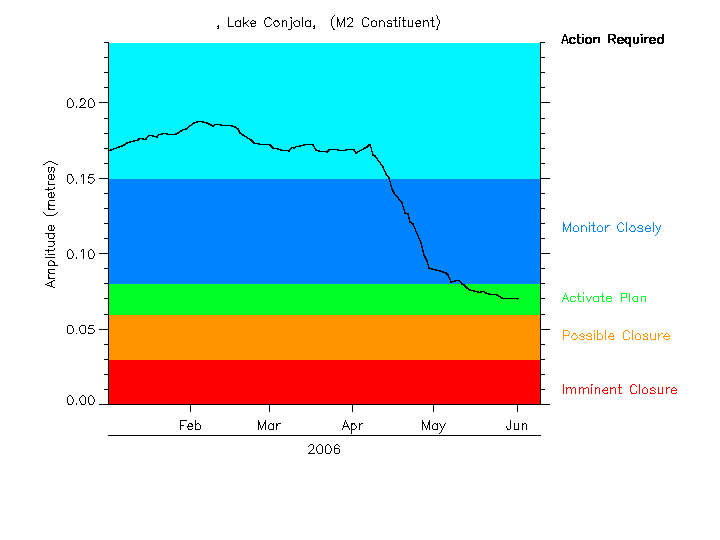 , Lake Conjola, (M2 Constituent)
Action Required
0.20
0.15
0.10
0.05
0.00
Amplitude (metres)
Monitor Closely
Activate Plan
Possible Closure
Imminent Closure
Feb Mar Apr May Jun
2006